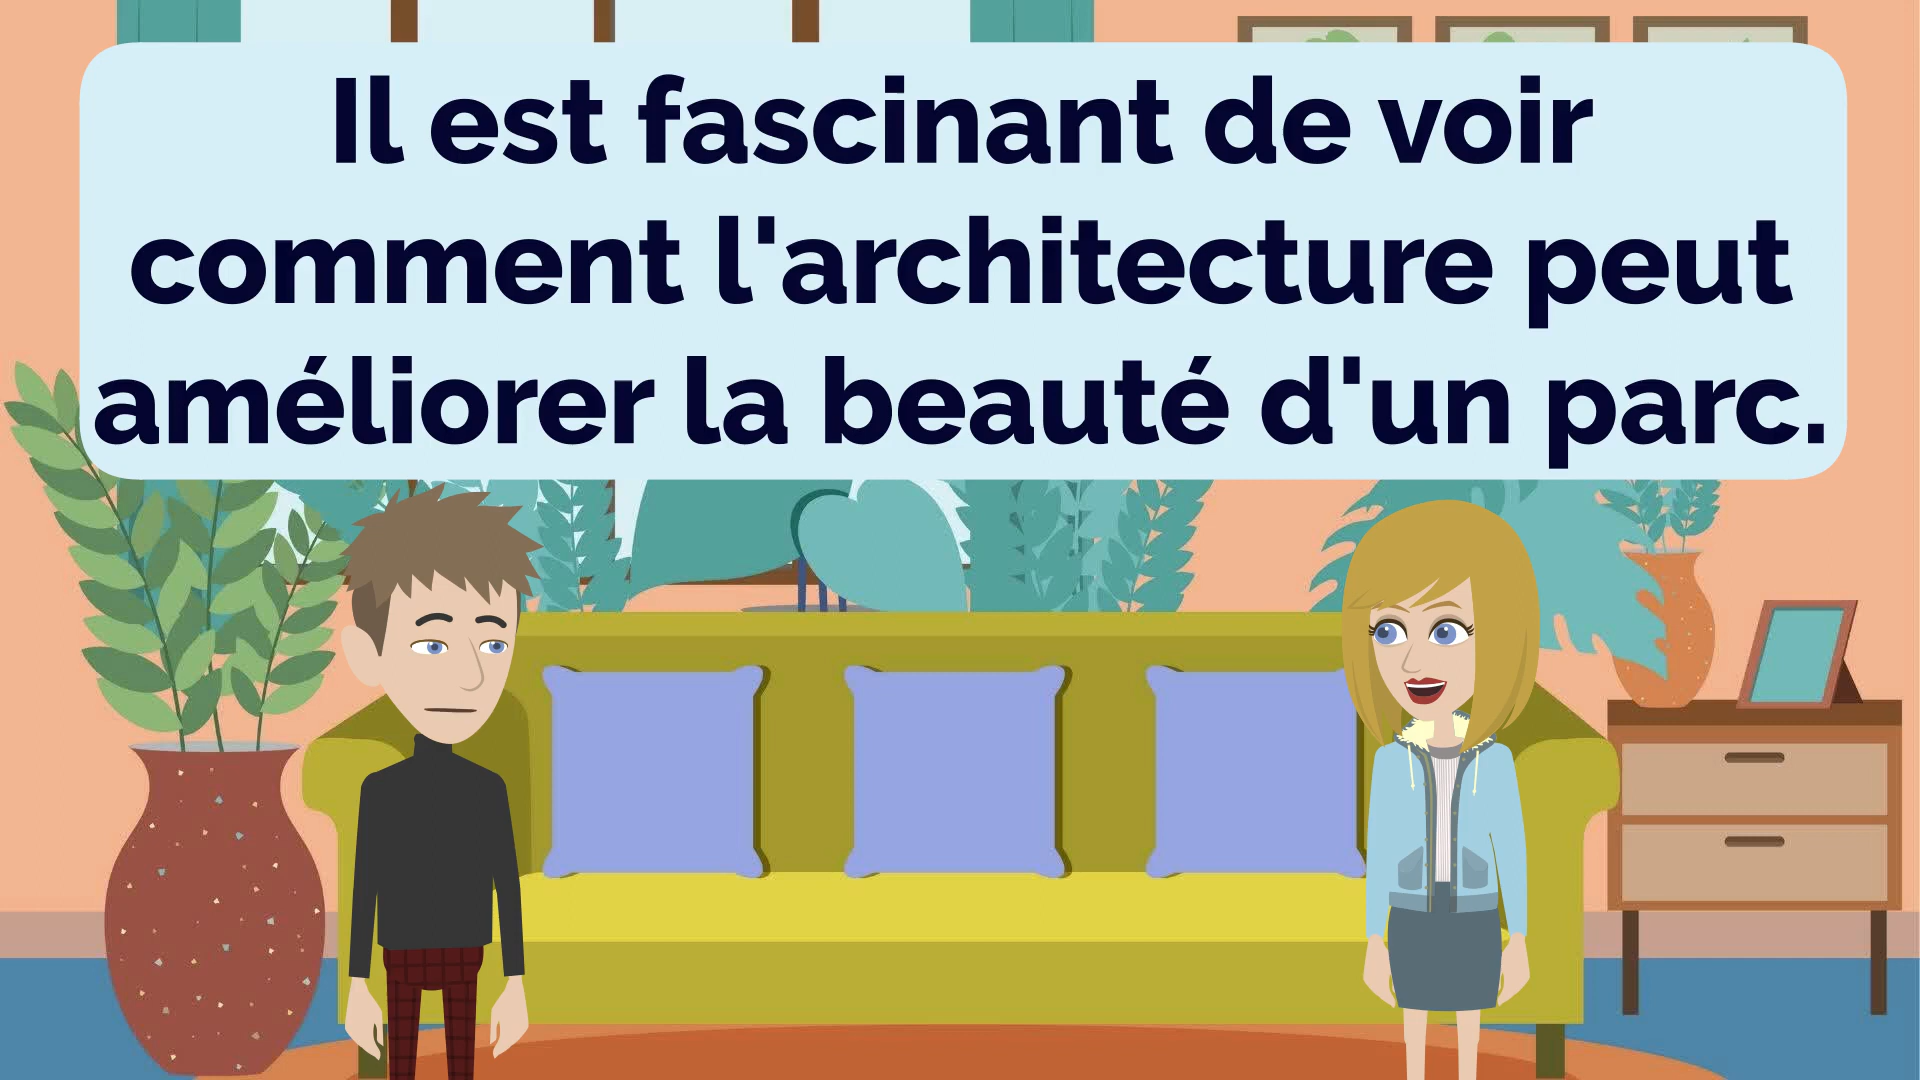 Il est fascinant de voir
comment l'architecture peut
améliorer la beauté d'un parc.